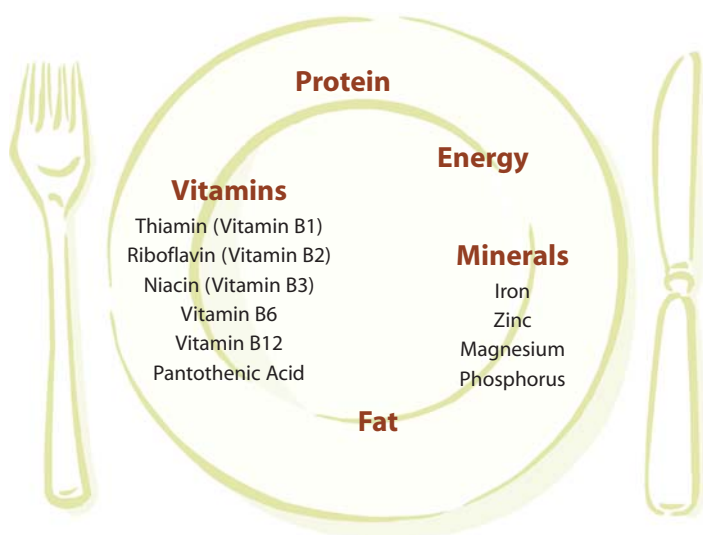 Protein
Energy
Vitamins
Thiamin (Vitamin B1)
Riboflavin (Vitamin B2)
Niacin (Vitamin B3)
Vitamin B6
Vitamin B12
Pantothenic Acid
Minerals
Iron
Zinc
Magnesium
Phosphorus
Fat